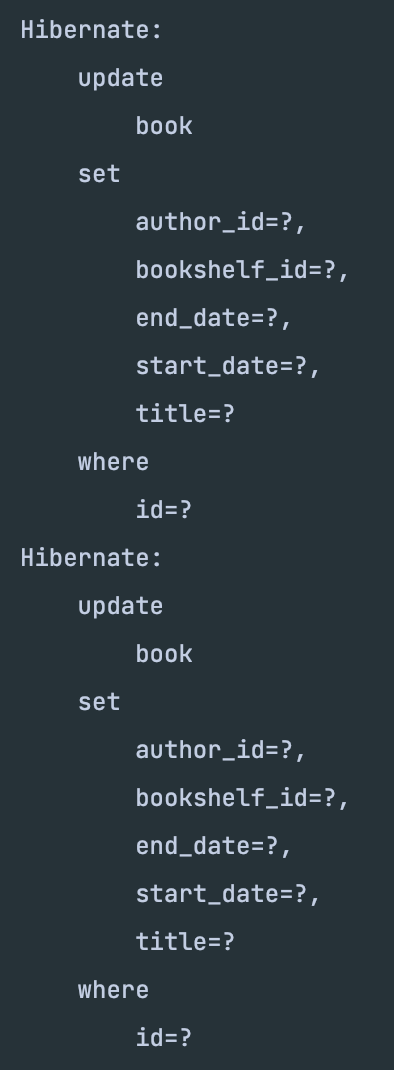 Hibernate:
    update
        book
    set
        author_id=?,
        bookshelf_id=?,
        end_date=?,
        start_date=?,
        title=?
    where
        id=?
Hibernate:
    update
        book
    set
        author_id=?,
        bookshelf_id=?,
        end_date=?,
        start_date=?,
        title=?
    where
        id=?